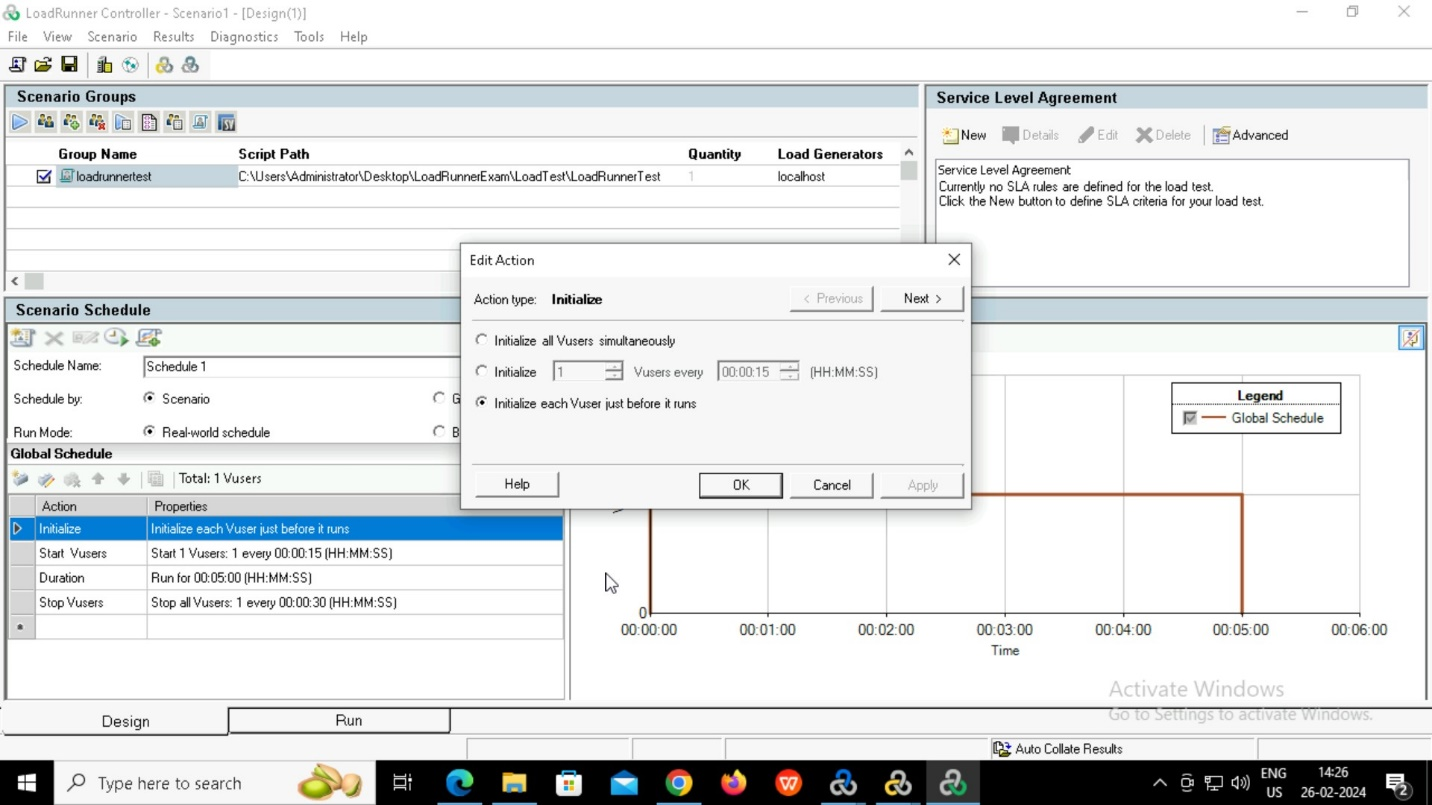 LoadRunner Controller - Scenario1 - [Design(1)]
File View Scenario Results Diagnostics Tools Help
Scenario Groups
Group Name Script Path Quantity Load Generators
loadrunnertest C:\Users\Administrator\Desktop\LoadRunnerExam\LoadTest\LoadRunnerTest 1 localhost
Service Level Agreement
New Details Edit Delete Advanced
Service Level Agreement
Currently no SLA rules are defined for the load test.
Click the New button to define SLA criteria for your load test.
Edit Action
Action type: Initialize < Previous Next >
Initialize all Vusers simultaneously
Initialize 1 Vusers every 00:00:15 (HH:MM:SS)
Initialize each Vuser just before it runs
Help OK Cancel Apply
Scenario Schedule
Schedule Name: Schedule 1
Schedule by: Scenario G
Run Mode: Real-world schedule B
Global Schedule
Total: 1 Vusers
Action Properties
Initialize Initialize each Vuser just before it runs
Start Vusers Start 1 Vusers: 1 every 00:00:15 (HH:MM:SS)
Duration Run for 00:05:00 (HH:MM:SS)
Stop Vusers Stop all Vusers: 1 every 00:00:30 (HH:MM:SS)
Legend
Global Schedule
0
00:00:00 00:01:00 00:02:00 00:03:00 00:04:00 00:05:00 00:06:00
Time
Activate Windows
Go to Settings to activate Windows.
Design Run
Auto Collate Results
Type here to search
ENG
US
14:26
26-02-2024
2